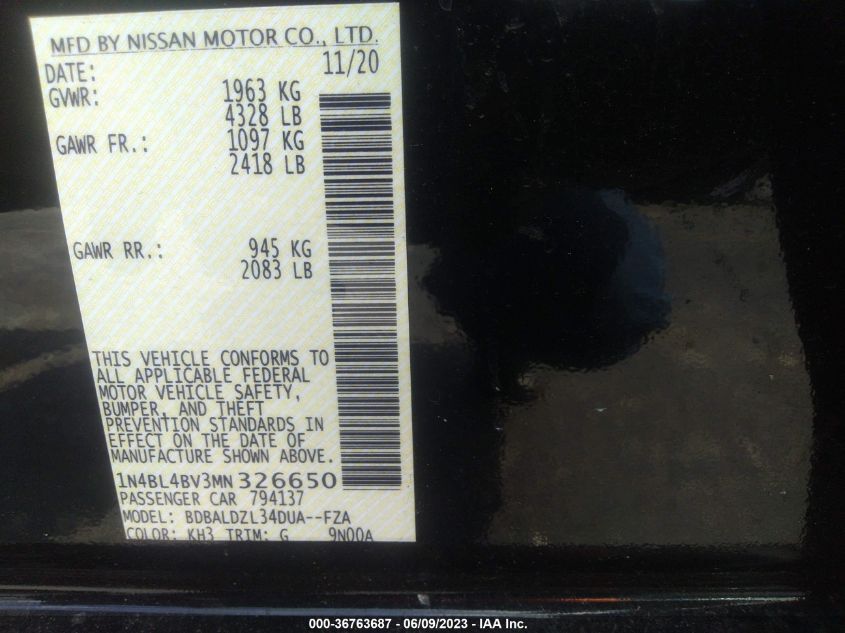 MFD BY NISSAN MOTOR CO., LTD.
DATE: 11/20
GVWR: 1963 KG
4328 LB
GAWR FR.: 1097 KG
2418 LB
GAWR RR.: 945 KG
2083 LB
THIS VEHICLE CONFORMS TO
ALL APPLICABLE FEDERAL
MOTOR VEHICLE SAFETY,
BUMPER, AND THEFT
PREVENTION STANDARDS IN
EFFECT ON THE DATE OF
MANUFACTURE SHOWN ABOVE.
1N4BL4BV3MN326650
PASSENGER CAR 794137
MODEL: BDBALDZL34DUA--FZA
COLOR: KH3 TRIM: G 9N00A
000-36763687 - 06/09/2023 - IAA Inc.